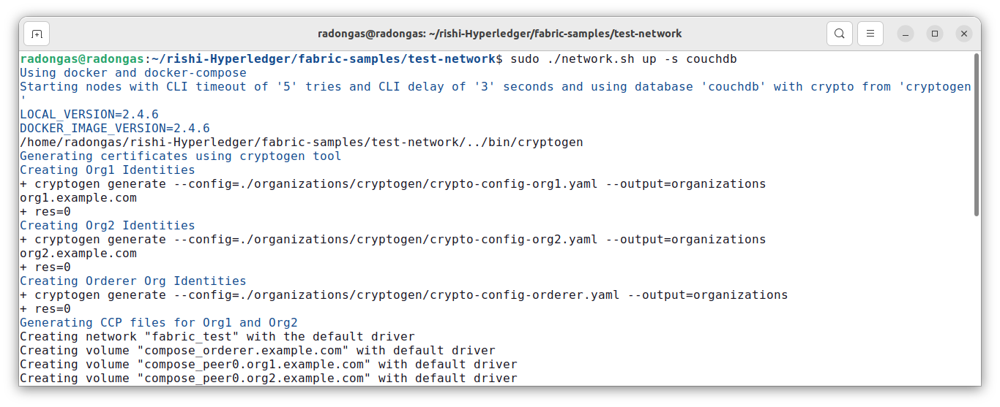 radongas@radongas: ~/rishi-Hyperledger/fabric-samples/test-network
radongas@radongas:~/rishi-Hyperledger/fabric-samples/test-network$ sudo ./network.sh up -s couchdb
Using docker and docker-compose
Starting nodes with CLI timeout of '5' tries and CLI delay of '3' seconds and using database 'couchdb' with crypto from 'cryptogen
'
LOCAL_VERSION=2.4.6
DOCKER_IMAGE_VERSION=2.4.6
/home/radongas/rishi-Hyperledger/fabric-samples/test-network/../bin/cryptogen
Generating certificates using cryptogen tool
Creating Org1 Identities
+ cryptogen generate --config=./organizations/cryptogen/crypto-config-org1.yaml --output=organizations
org1.example.com
+ res=0
Creating Org2 Identities
+ cryptogen generate --config=./organizations/cryptogen/crypto-config-org2.yaml --output=organizations
org2.example.com
+ res=0
Creating Orderer Org Identities
+ cryptogen generate --config=./organizations/cryptogen/crypto-config-orderer.yaml --output=organizations
+ res=0
Generating CCP files for Org1 and Org2
Creating network "fabric_test" with the default driver
Creating volume "compose_orderer.example.com" with default driver
Creating volume "compose_peer0.org1.example.com" with default driver
Creating volume "compose_peer0.org2.example.com" with default driver